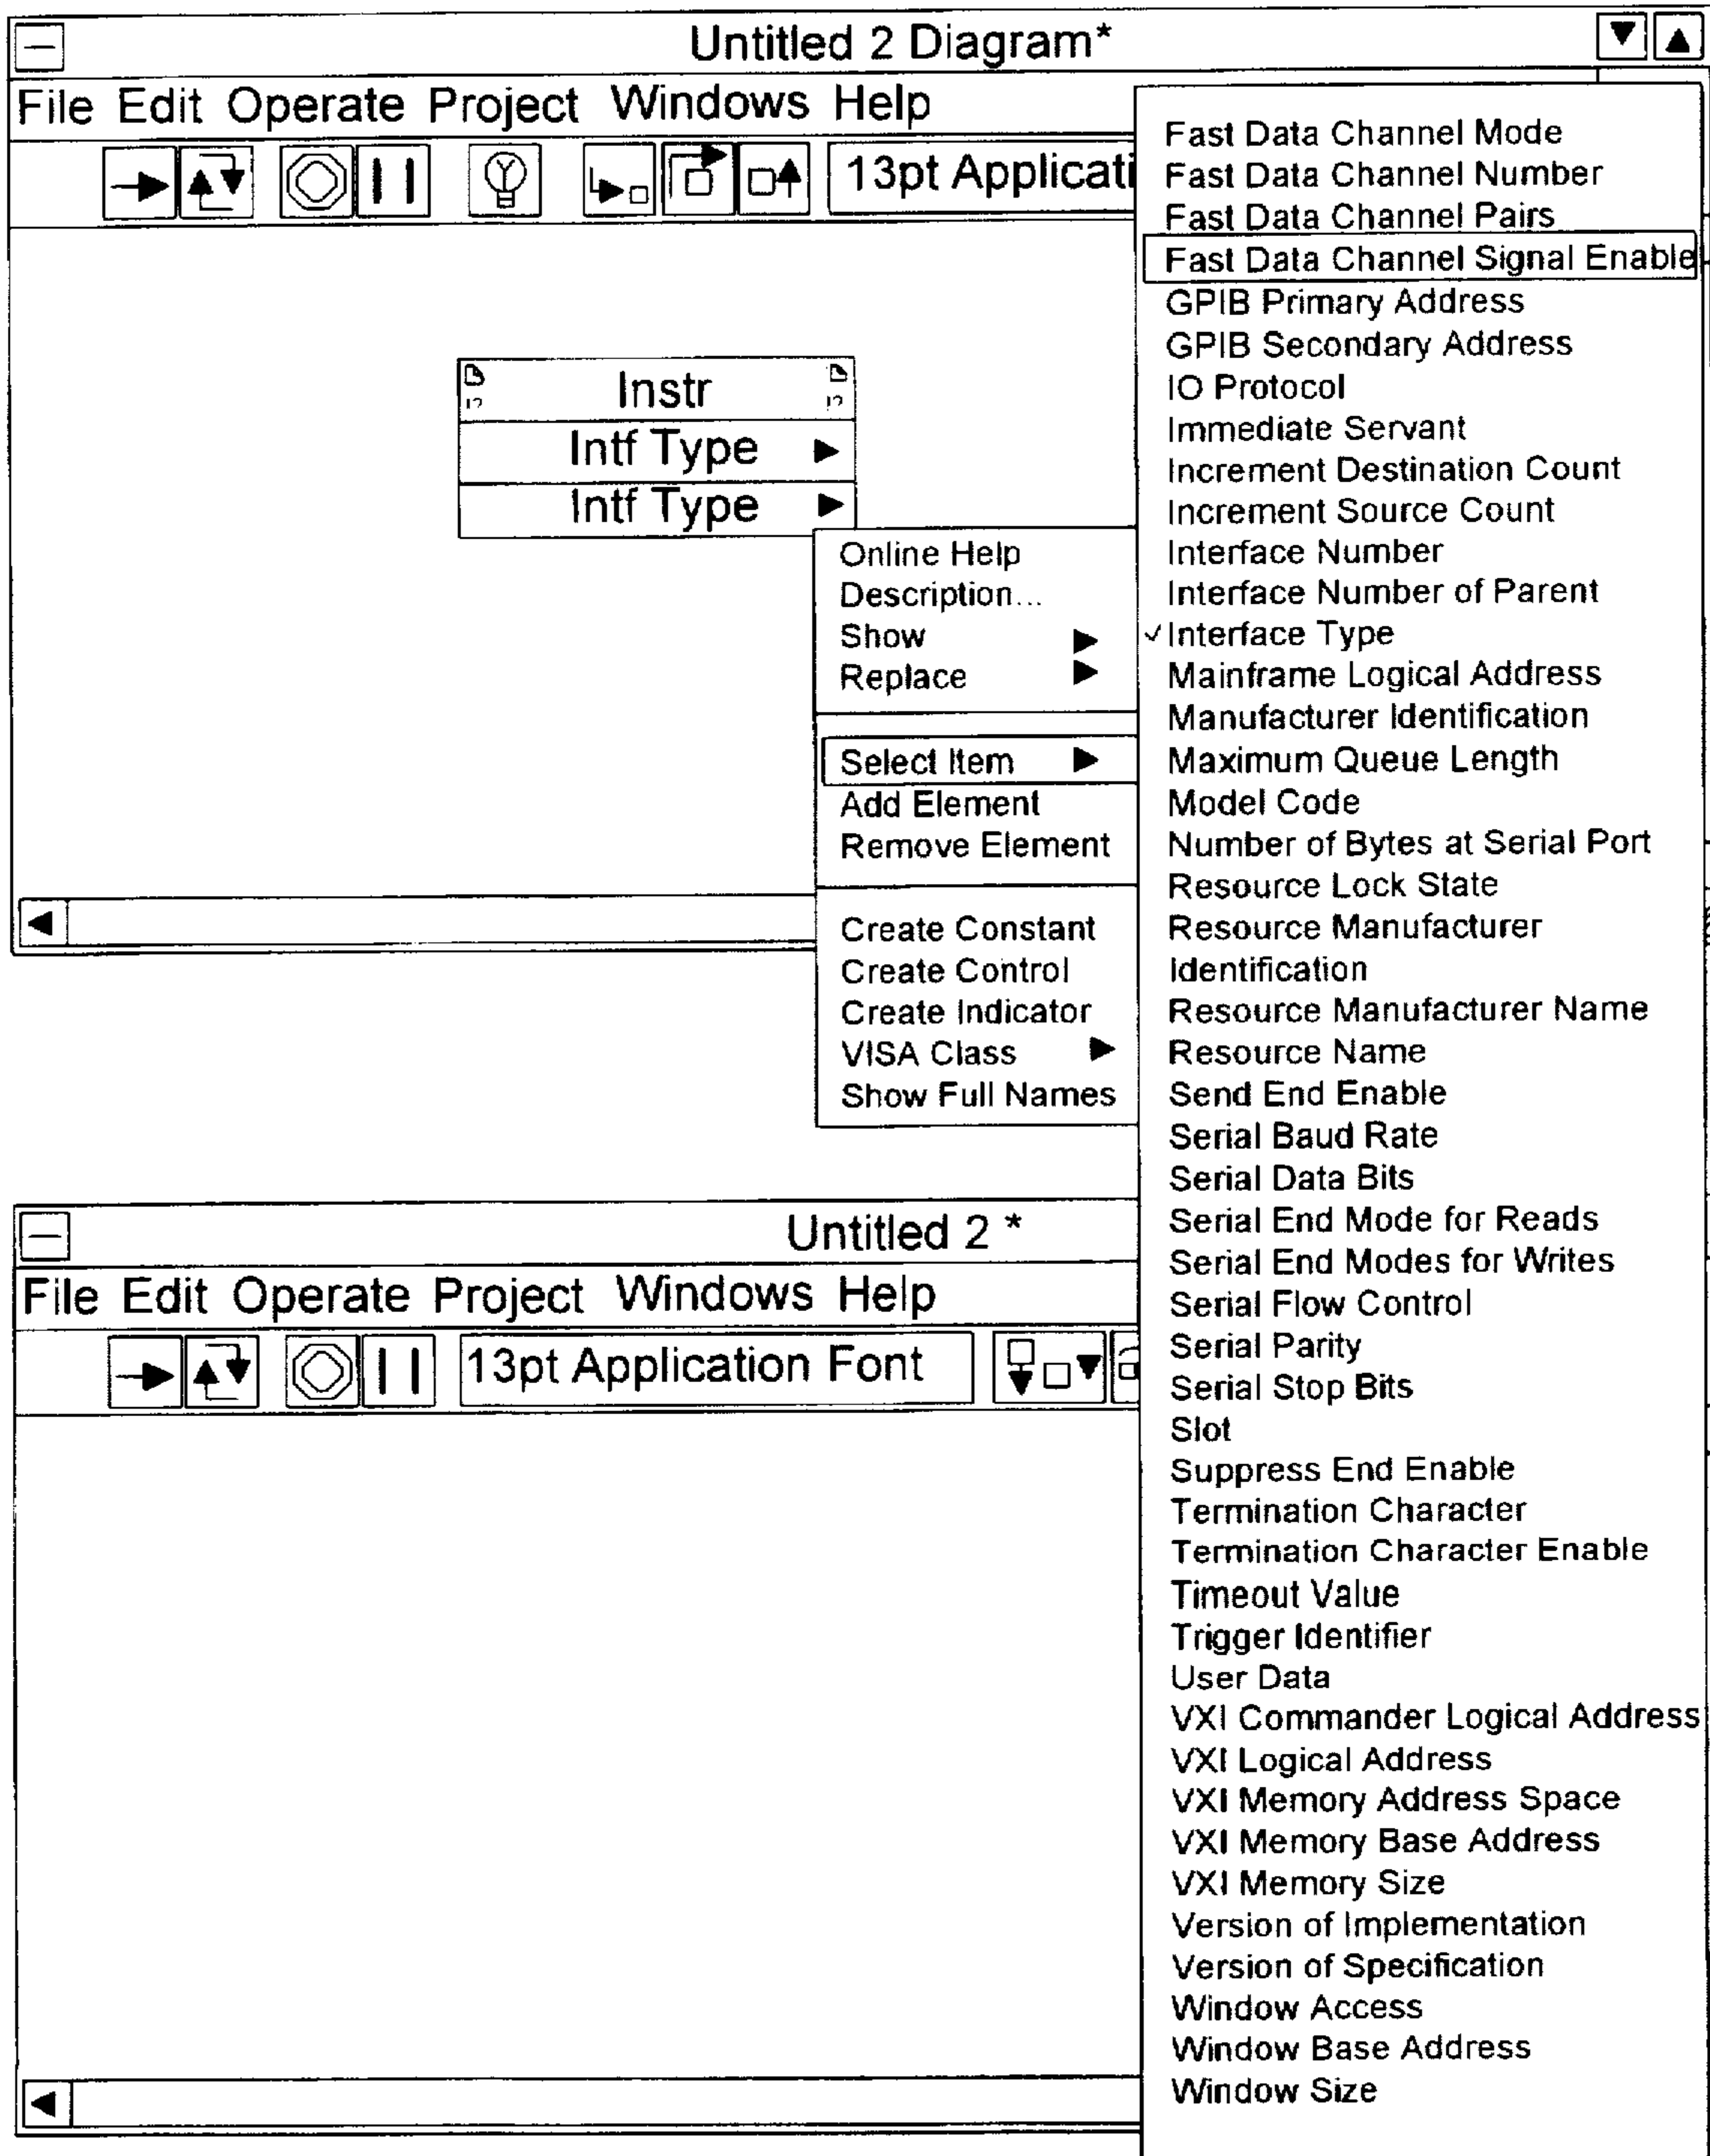 Untitled 2 Diagram*
File Edit Operate Project Windows Help
13pt Applicati
Instr
Intf Type
Intf Type
Online Help
Description...
Show
Replace
Select Item
Add Element
Remove Element
Create Constant
Create Control
Create Indicator
VISA Class
Show Full Names
Fast Data Channel Mode
Fast Data Channel Number
Fast Data Channel Pairs
Fast Data Channel Signal Enable
GPIB Primary Address
GPIB Secondary Address
IO Protocol
Immediate Servant
Increment Destination Count
Increment Source Count
Interface Number
Interface Number of Parent
Interface Type
Mainframe Logical Address
Manufacturer Identification
Maximum Queue Length
Model Code
Number of Bytes at Serial Port
Resource Lock State
Resource Manufacturer
Identification
Resource Manufacturer Name
Resource Name
Send End Enable
Serial Baud Rate
Serial Data Bits
Serial End Mode for Reads
Serial End Modes for Writes
Serial Flow Control
Serial Parity
Serial Stop Bits
Slot
Suppress End Enable
Termination Character
Termination Character Enable
Timeout Value
Trigger Identifier
User Data
VXI Commander Logical Address
VXI Logical Address
VXI Memory Address Space
VXI Memory Base Address
VXI Memory Size
Version of Implementation
Version of Specification
Window Access
Window Base Address
Window Size
Untitled 2 *
File Edit Operate Project Windows Help
13pt Application Font